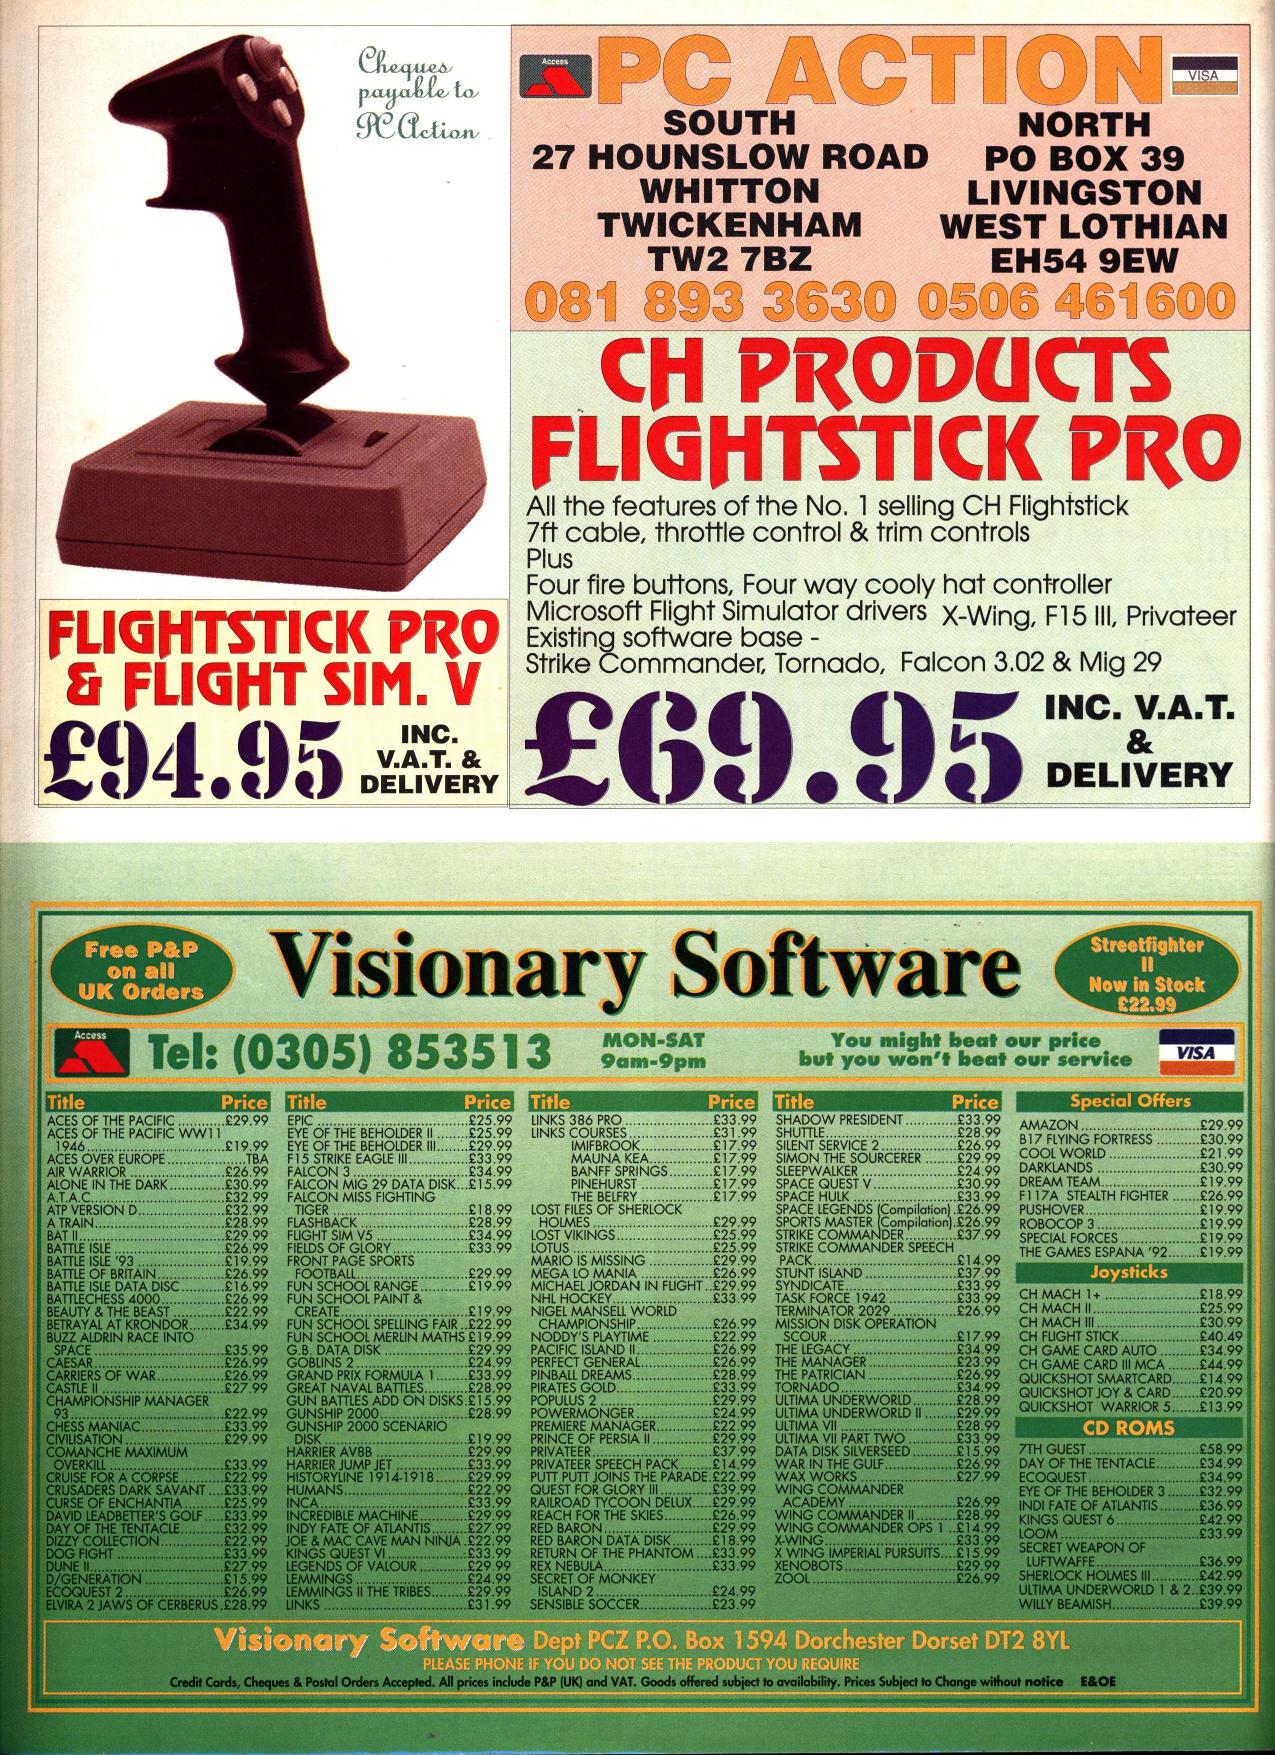 Cheques
payable to
PC Action
Access
PC ACTION
VISA
SOUTH
27 HOUNSLOW ROAD
WHITTON
TWICKENHAM
TW2 7BZ
081 893 3630
NORTH
PO BOX 39
LIVINGSTON
WEST LOTHIAN
EH54 9EW
0506 461600
CH PRODUCTS
FLIGHTSTICK PRO
All the features of the No. 1 selling CH Flightstick
7ft cable, throttle control & trim controls
Plus
Four fire buttons, Four way cooly hat controller
Microsoft Flight Simulator drivers X-Wing, F15 III, Privateer
Existing software base -
Strike Commander, Tornado, Falcon 3.02 & Mig 29
£69.95 INC. V.A.T.
&
DELIVERY
FLIGHTSTICK PRO
& FLIGHT SIM. V
£94.95 INC.
V.A.T. &
DELIVERY
Free P&P
on all
UK Orders
Visionary Software
Streetfighter
II
Now in Stock
£22.99
Access
Tel: (0305) 853513
MON-SAT
9am-9pm
You might beat our price
but you won't beat our service
VISA
Title Price
ACES OF THE PACIFIC £29.99
ACES OF THE PACIFIC WW11
1946 £19.99
ACES OVER EUROPE TBA
AIR WARRIOR £26.99
ALONE IN THE DARK £30.99
A.T.A.C. £32.99
ATP VERSION D £32.99
A TRAIN £28.99
BAT II £29.99
BATTLE ISLE £26.99
BATTLE ISLE '93 £19.99
BATTLE OF BRITAIN £26.99
BATTLE ISLE DATA DISC £16.99
BATTLECHESS 4000 £26.99
BEAUTY & THE BEAST £22.99
BETRAYAL AT KRONDOR £34.99
BUZZ ALDRIN RACE INTO
SPACE £35.99
CAESAR £26.99
CARRIERS OF WAR £26.99
CASTLE II £27.99
CHAMPIONSHIP MANAGER
93 £22.99
CHESS MANIAC £33.99
CIVILISATION £29.99
COMANCHE MAXIMUM
OVERKILL £33.99
CRUISE FOR A CORPSE £22.99
CRUSADERS DARK SAVANT £33.99
CURSE OF ENCHANTIA £25.99
DAVID LEADBETTER'S GOLF £33.99
DAY OF THE TENTACLE £32.99
DIZZY COLLECTION £22.99
DOG FIGHT £33.99
DUNE II £27.99
D/GENERATION £15.99
ECOQUEST 2 £26.99
ELVIRA 2 JAWS OF CERBERUS £28.99
Title Price
EPIC £25.99
EYE OF THE BEHOLDER II £25.99
EYE OF THE BEHOLDER III £29.99
F15 STRIKE EAGLE III £33.99
FALCON 3 £34.99
FALCON MIG 29 DATA DISK £15.99
FALCON MISS FIGHTING
TIGER £18.99
FLASHBACK £28.99
FLIGHT SIM V5 £34.99
FIELDS OF GLORY £33.99
FRONT PAGE SPORTS
FOOTBALL £29.99
FUN SCHOOL RANGE £19.99
FUN SCHOOL PAINT &
CREATE £19.99
FUN SCHOOL SPELLING FAIR £22.99
FUN SCHOOL MERLIN MATHS £19.99
G.B. DATA DISK £29.99
GOBLINS 2 £24.99
GRAND PRIX FORMULA 1 £33.99
GREAT NAVAL BATTLES £28.99
GUN BATTLES ADD ON DISKS £15.99
GUNSHIP 2000 £28.99
GUNSHIP 2000 SCENARIO
DISK £19.99
HARRIER AV8B £29.99
HARRIER JUMP JET £33.99
HISTORYLINE 1914-1918 £29.99
HUMANS £22.99
INCA £33.99
INCREDIBLE MACHINE £29.99
INDY FATE OF ATLANTIS £27.99
JOE & MAC CAVE MAN NINJA £22.99
KINGS QUEST VI £33.99
LEGENDS OF VALOUR £29.99
LEMMINGS £24.99
LEMMINGS II THE TRIBES £29.99
LINKS £31.99
Title Price
LINKS 386 PRO £33.99
LINKS COURSES £31.99
IMIFBROOK £17.99
MAUNA KEA £17.99
BANFF SPRINGS £17.99
PINEHURST £17.99
THE BELFRY £17.99
LOST FILES OF SHERLOCK
HOLMES £29.99
LOST VIKINGS £25.99
LOTUS £25.99
MARIO IS MISSING £29.99
MEGA LO MANIA £26.99
MICHAEL JORDAN IN FLIGHT £29.99
NHL HOCKEY £33.99
NIGEL MANSELL WORLD
CHAMPIONSHIP £26.99
NODDY'S PLAYTIME £22.99
PACIFIC ISLAND II £26.99
PERFECT GENERAL £26.99
PINBALL DREAMS £28.99
PIRATES GOLD £33.99
POPULUS 2 £29.99
POWERMONGER £24.99
PREMIERE MANAGER £22.99
PRINCE OF PERSIA II £29.99
PRIVATEER £37.99
PRIVATEER SPEECH PACK £14.99
PUTT PUTT JOINS THE PARADE £22.99
QUEST FOR GLORY III £39.99
RAILROAD TYCOON DELUX £29.99
REACH FOR THE SKIES £26.99
RED BARON £29.99
RED BARON DATA DISK £18.99
RETURN OF THE PHANTOM £33.99
REX NEBULA £33.99
SECRET OF MONKEY
ISLAND 2 £24.99
SENSIBLE SOCCER £23.99
Title Price
SHADOW PRESIDENT £33.99
SHUTTLE £28.99
SILENT SERVICE 2 £26.99
SIMON THE SOURCERER £29.99
SLEEPWALKER £24.99
SPACE QUEST V £30.99
SPACE HULK £33.99
SPACE LEGENDS (Compilation) £26.99
SPORTS MASTER (Compilation) £26.99
STRIKE COMMANDER £37.99
STRIKE COMMANDER SPEECH
PACK £14.99
STUNT ISLAND £37.99
SYNDICATE £33.99
TASK FORCE 1942 £33.99
TERMINATOR 2029 £26.99
MISSION DISK OPERATION
SCOUR £17.99
THE LEGACY £34.99
THE MANAGER £23.99
THE PATRICIAN £26.99
TORNADO £34.99
ULTIMA UNDERWORLD £28.99
ULTIMA UNDERWORLD II £29.99
ULTIMA VII £28.99
ULTIMA VII PART TWO £33.99
DATA DISK SILVERSEED £15.99
WAR IN THE GULF £26.99
WAX WORKS £27.99
WING COMMANDER
ACADEMY £26.99
WING COMMANDER II £28.99
WING COMMANDER OPS 1 £14.99
X-WING £33.99
X WING IMPERIAL PURSUITS £15.99
XENOBOTS £29.99
ZOOL £26.99
Special Offers
AMAZON £29.99
B17 FLYING FORTRESS £30.99
COOL WORLD £21.99
DARKLANDS £30.99
DREAM TEAM £19.99
F117A STEALTH FIGHTER £26.99
PUSHOVER £19.99
ROBOCOP 3 £19.99
SPECIAL FORCES £19.99
THE GAMES ESPANA '92 £19.99
Joysticks
CH MACH 1+ £18.99
CH MACH II £25.99
CH MACH III £30.99
CH FLIGHT STICK £40.49
CH GAME CARD AUTO £34.99
CH GAME CARD III MCA £44.99
QUICKSHOT SMARTCARD £14.99
QUICKSHOT JOY & CARD £20.99
QUICKSHOT WARRIOR 5 £13.99
CD ROMS
7TH GUEST £58.99
DAY OF THE TENTACLE £34.99
ECOQUEST £34.99
EYE OF THE BEHOLDER 3 £32.99
INDI FATE OF ATLANTIS £36.99
KINGS QUEST 6 £42.99
LOOM £33.99
SECRET WEAPON OF
LUFTWAFFE £36.99
SHERLOCK HOLMES III £42.99
ULTIMA UNDERWORLD 1 & 2 £39.99
WILLY BEAMISH £39.99
Visionary Software Dept PCZ P.O. Box 1594 Dorchester Dorset DT2 8YL
PLEASE PHONE IF YOU DO NOT SEE THE PRODUCT YOU REQUIRE
Credit Cards, Cheques & Postal Orders Accepted. All prices include P&P (UK) and VAT. Goods offered subject to availability. Prices Subject to Change without notice E&OE